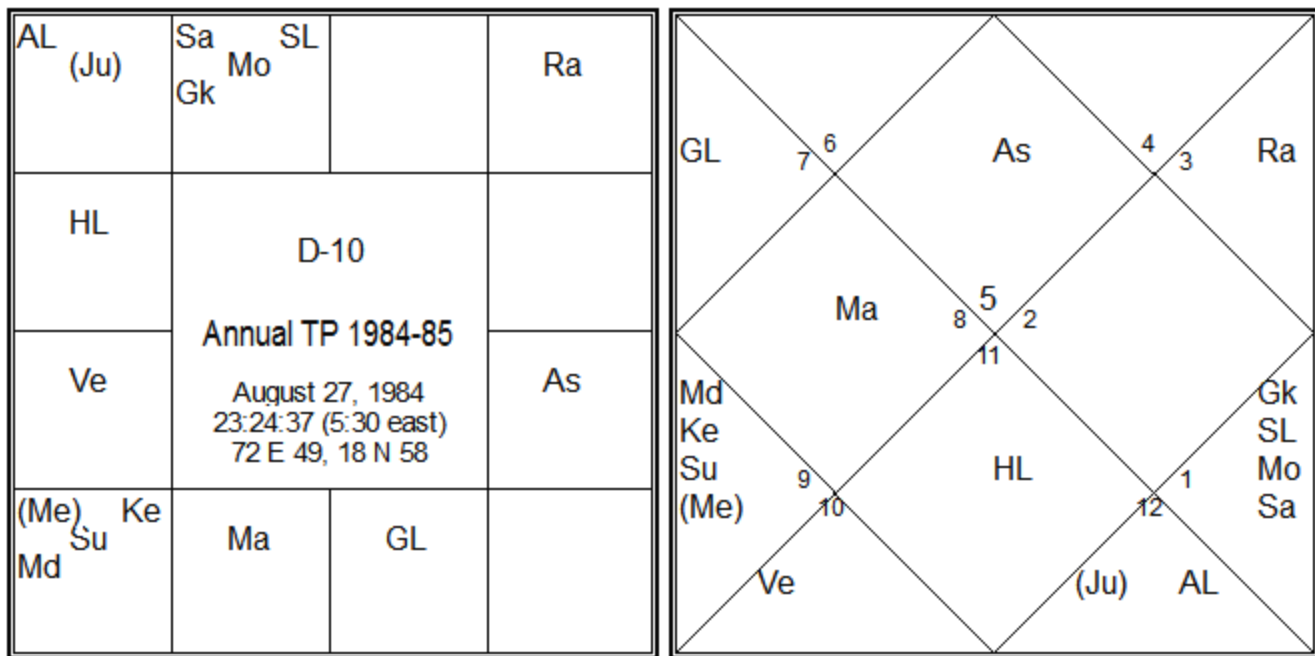 AL
(Ju)
Sa SL
Mo
Gk
Ra
HL
D-10
Annual TP 1984-85
August 27, 1984
23:24:37 (5:30 east)
72 E 49, 18 N 58
Ve
As
(Me) Ke
Su
Md
Ma
GL
GL
6
7
As
4
3
Ra
Ma
5
8
2
11
Md
Ke
Su
(Me)
9
10
HL
Gk
SL
Mo
Sa
1
12
Ve
(Ju) AL